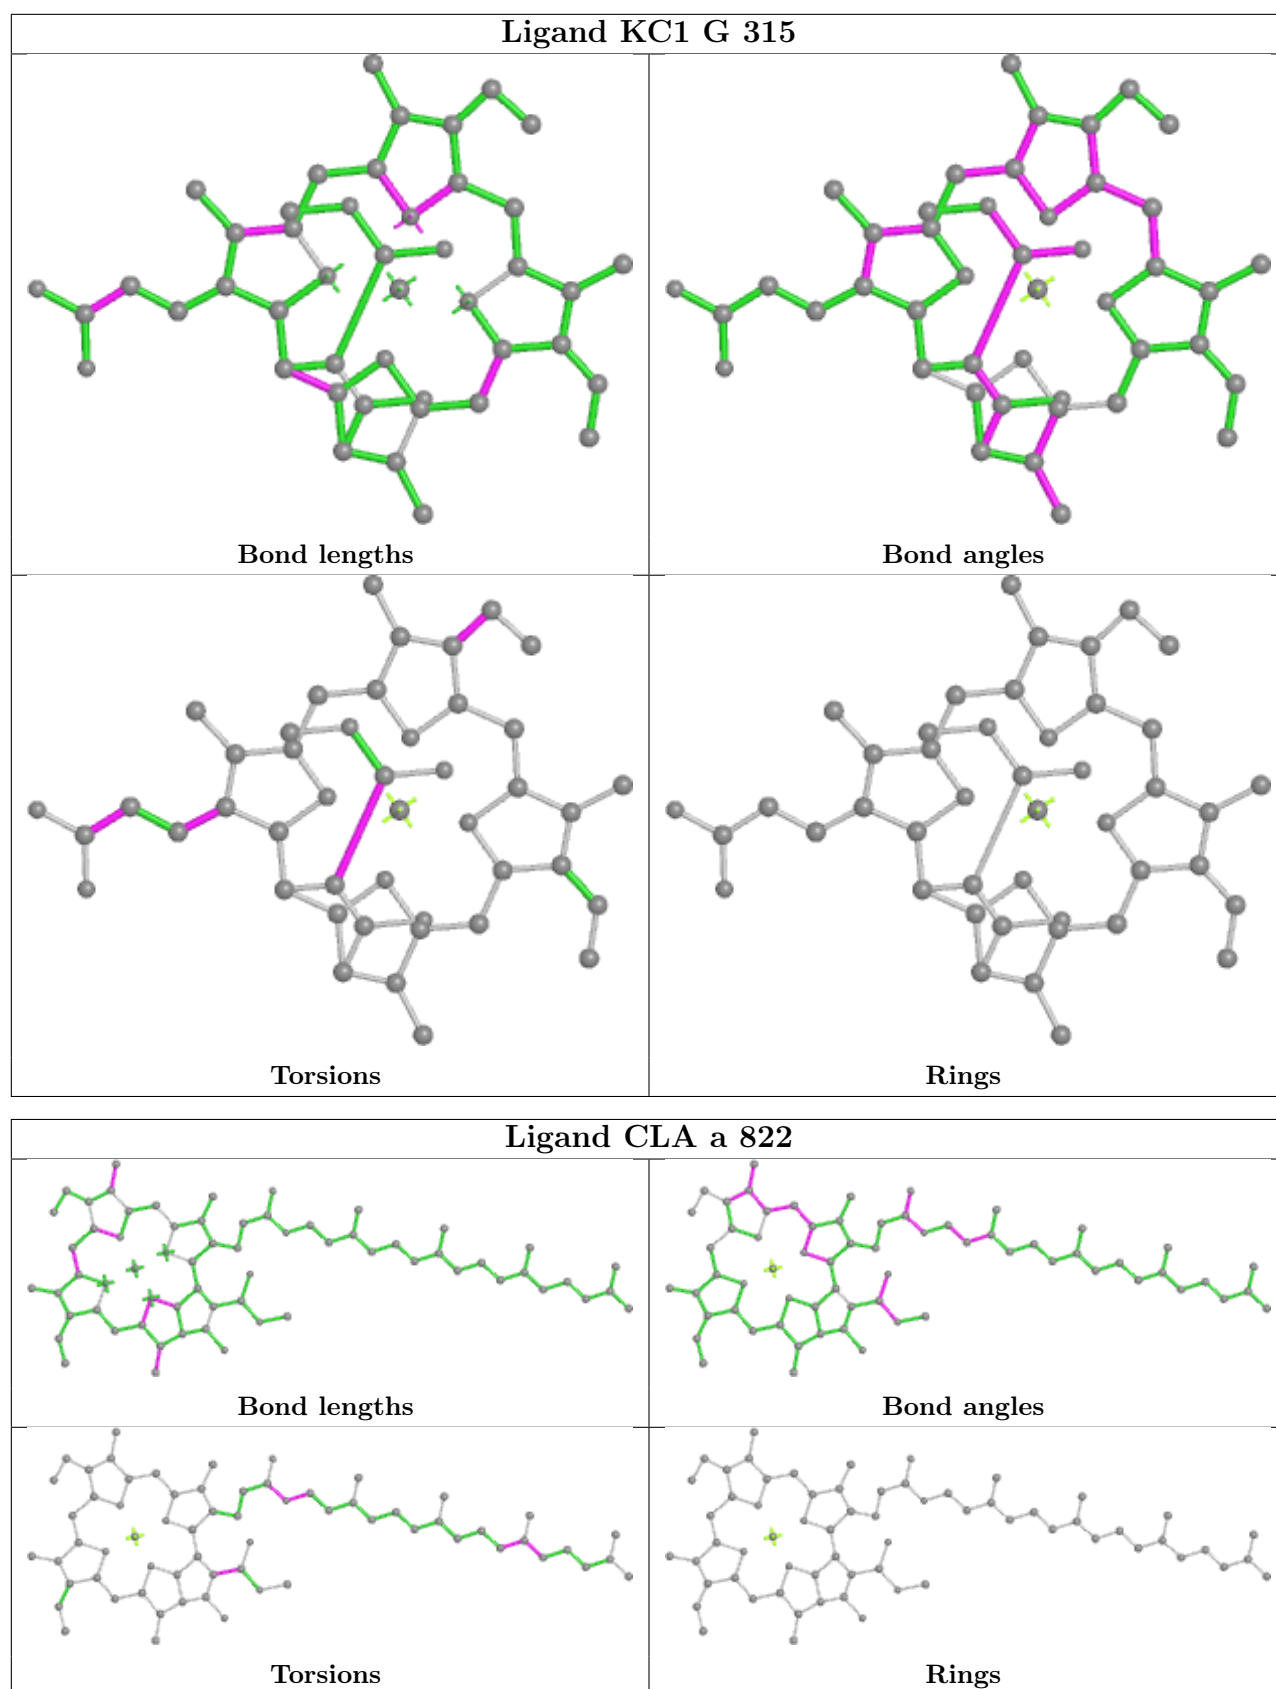 Ligand KC1 G 315
Bond lengths
Bond angles
Torsions
Rings
Ligand CLA a 822
Bond lengths
Bond angles
Torsions
Rings